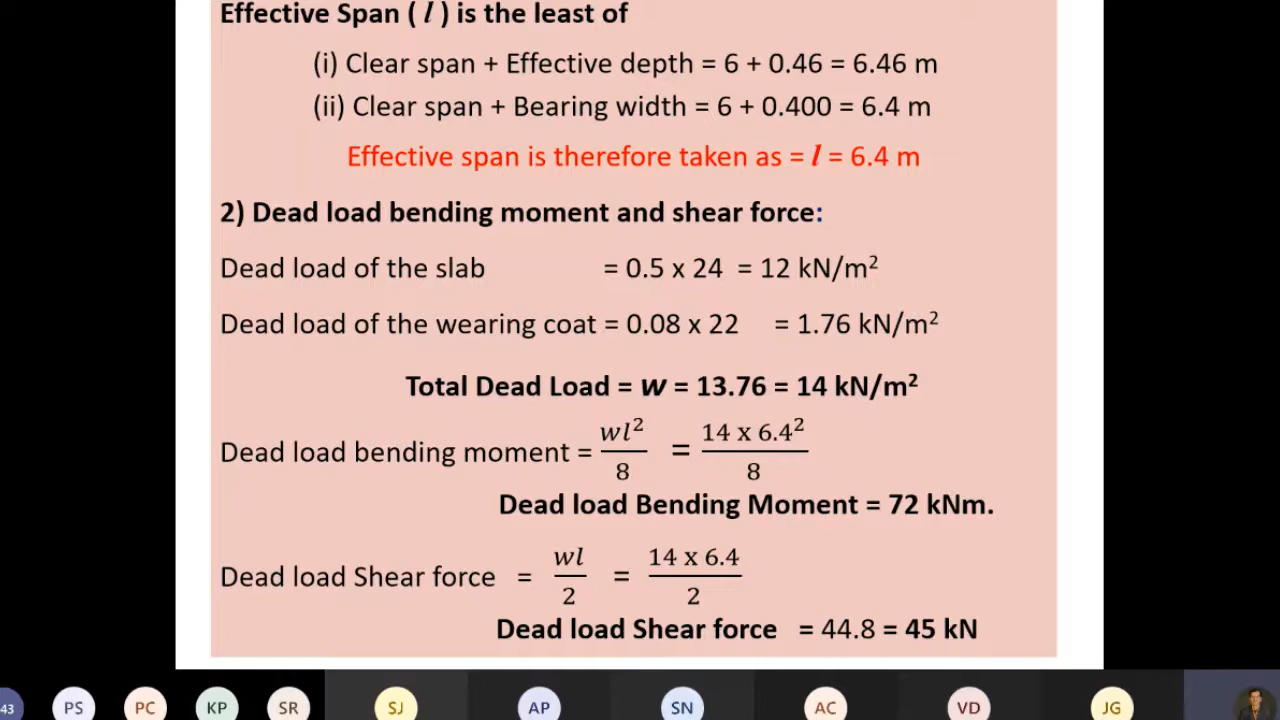 Effective Span ( l ) is the least of
(i) Clear span + Effective depth = 6 + 0.46 = 6.46 m
(ii) Clear span + Bearing width = 6 + 0.400 = 6.4 m
Effective span is therefore taken as = l = 6.4 m
2) Dead load bending moment and shear force:
Dead load of the slab = 0.5 x 24 = 12 kN/m²
Dead load of the wearing coat = 0.08 x 22 = 1.76 kN/m²
Total Dead Load = w = 13.76 = 14 kN/m²
Dead load bending moment = wl²/8 = 14 x 6.4²/8
Dead load Bending Moment = 72 kNm.
Dead load Shear force = wl/2 = 14 x 6.4/2
Dead load Shear force = 44.8 = 45 kN
43 PS PC KP SR SJ AP SN AC VD JG